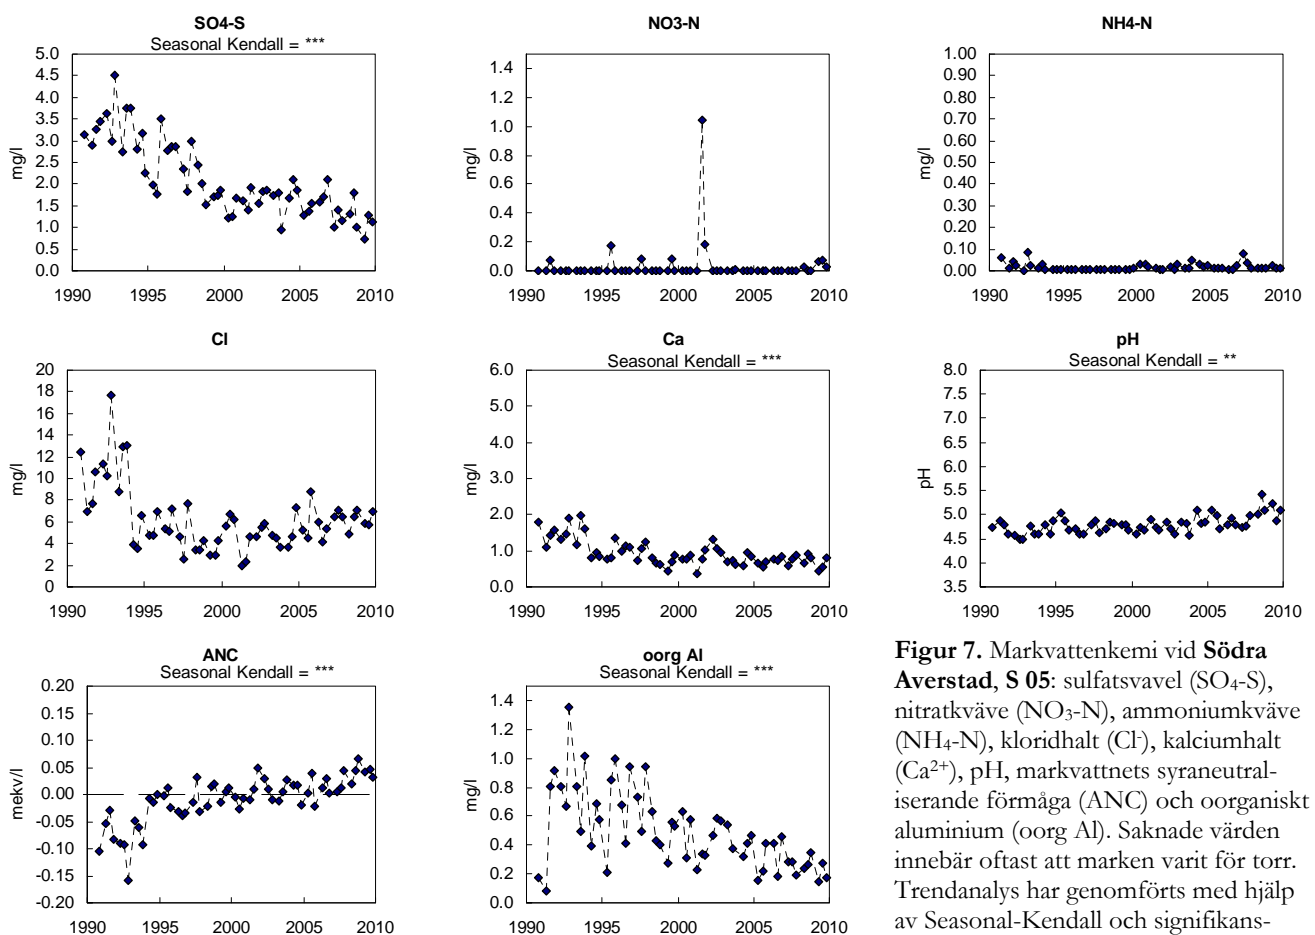 SO4-S
Seasonal Kendall = ***
5.0
4.5
4.0
3.5
3.0
2.5
2.0
1.5
1.0
0.5
0.0
mg/l
1990 1995 2000 2005 2010
NO3-N
1.4
1.2
1.0
0.8
0.6
0.4
0.2
0.0
mg/l
1990 1995 2000 2005 2010
NH4-N
1.00
0.90
0.80
0.70
0.60
0.50
0.40
0.30
0.20
0.10
0.00
mg/l
1990 1995 2000 2005 2010
Cl
20
18
16
14
12
10
8
6
4
2
0
mg/l
1990 1995 2000 2005 2010
Ca
Seasonal Kendall = ***
6.0
5.0
4.0
3.0
2.0
1.0
0.0
mg/l
1990 1995 2000 2005 2010
pH
Seasonal Kendall = **
8.0
7.5
7.0
6.5
6.0
5.5
5.0
4.5
4.0
3.5
pH
1990 1995 2000 2005 2010
ANC
Seasonal Kendall = ***
0.20
0.15
0.10
0.05
0.00
-0.05
-0.10
-0.15
-0.20
mekv/l
1990 1995 2000 2005 2010
oorg Al
Seasonal Kendall = ***
1.4
1.2
1.0
0.8
0.6
0.4
0.2
0.0
mg/l
1990 1995 2000 2005 2010
Figur 7. Markvattenkemi vid Södra
Averstad, S 05: sulfatsvavel (SO4-S),
nitratkväve (NO3-N), ammoniumkväve
(NH4-N), kloridhalt (Cl-), kalciumhalt
(Ca2+), pH, markvattnets syraneutral-
iserande förmåga (ANC) och oorganiskt
aluminium (oorg Al). Saknade värden
innebär oftast att marken varit för torr.
Trendanalys har genomförts med hjälp
av Seasonal-Kendall och signifikans-